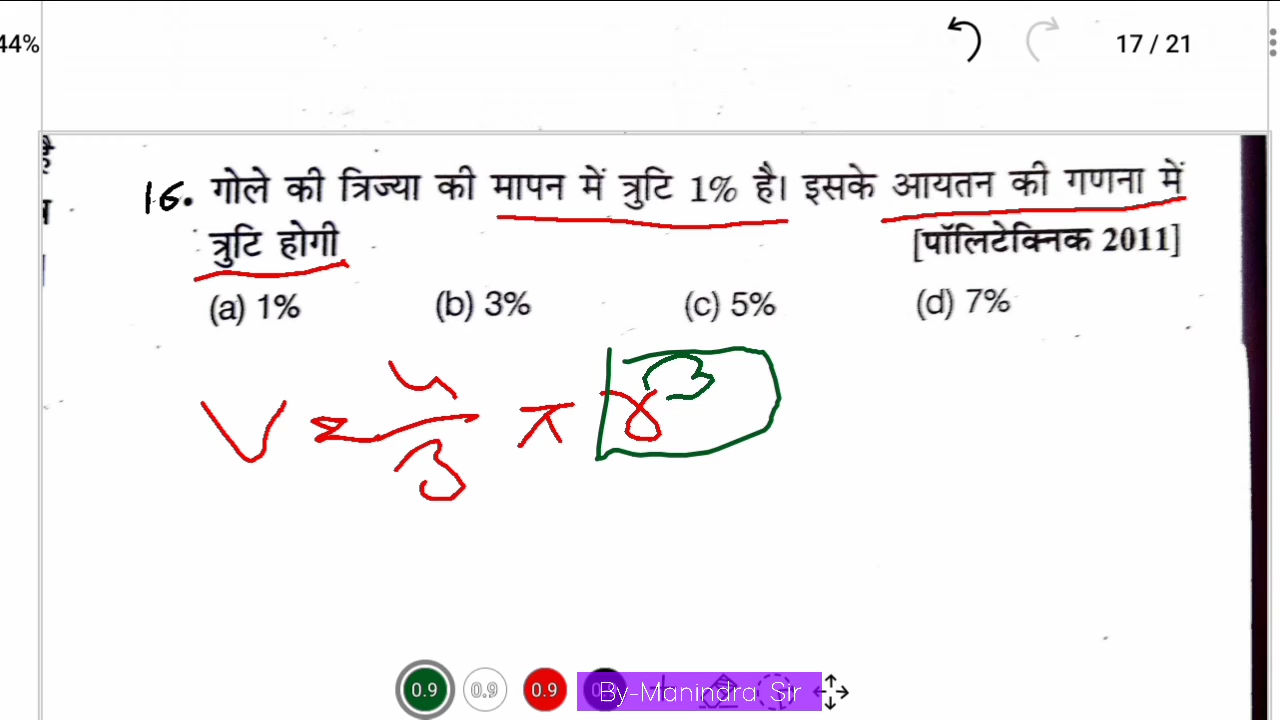 44%
17 / 21
है
16. गोले की त्रिज्या की मापन में त्रुटि 1% है। इसके आयतन की गणना में
त्रुटि होगी [पॉलिटेक्निक 2011]
(a) 1% (b) 3% (c) 5% (d) 7%
V = 4/3 π r³
0.9 0.9 0.9
By-Manindra Sir